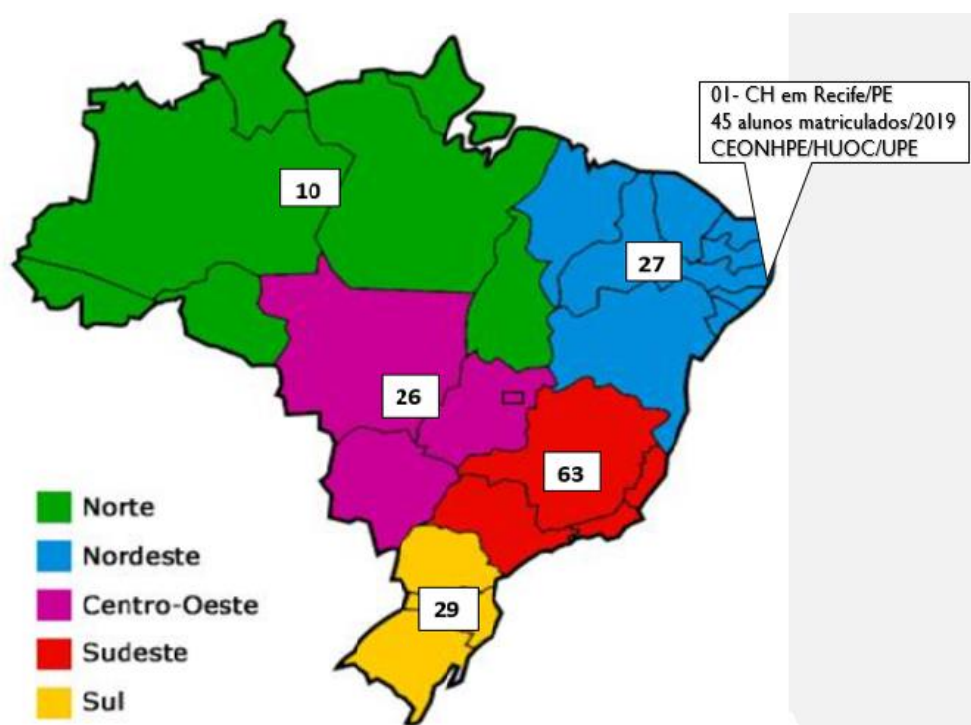 01- CH em Recife/PE
45 alunos matriculados/2019
CEONHPE/HUOC/UPE
10
27
26
63
29
Norte
Nordeste
Centro-Oeste
Sudeste
Sul